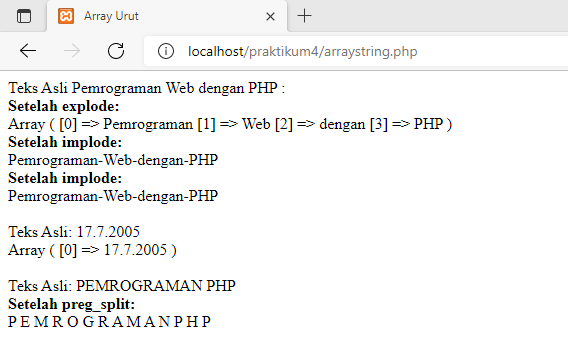 Array Urut
localhost/praktikum4/arraystring.php
Teks Asli Pemrograman Web dengan PHP :
Setelah explode:
Array ( [0] => Pemrograman [1] => Web [2] => dengan [3] => PHP )
Setelah implode:
Pemrograman-Web-dengan-PHP
Setelah implode:
Pemrograman-Web-dengan-PHP
Teks Asli: 17.7.2005
Array ( [0] => 17.7.2005 )
Teks Asli: PEMROGRAMAN PHP
Setelah preg_split:
P E M R O G R A M A N P H P